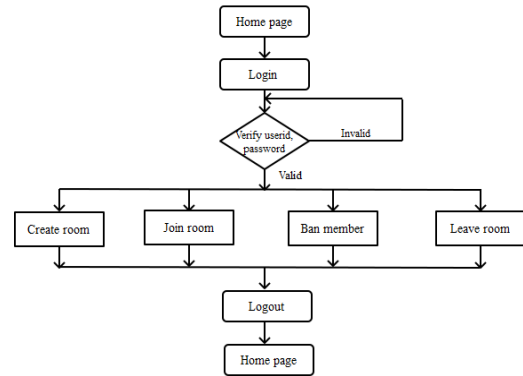 Home page
Login
Verify userid,
password
Invalid
Valid
Create room
Join room
Ban member
Leave room
Logout
Home page